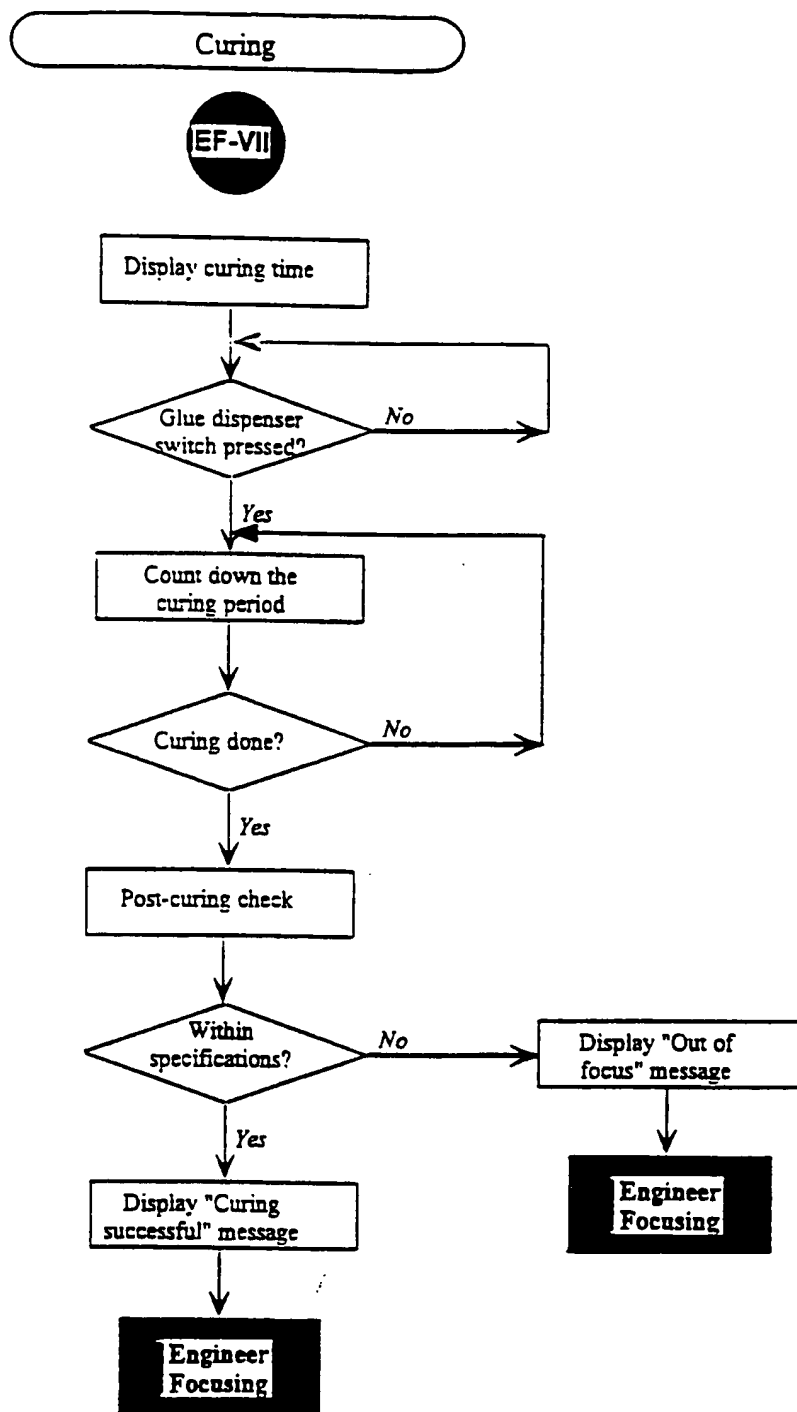 Curing
IEF-VII
Display curing time
Glue dispenser
switch pressed?
No
Yes
Count down the
curing period
Curing done?
No
Yes
Post-curing check
Within
specifications?
No
Display "Out of
focus" message
Yes
Engineer
Focusing
Display "Curing
successful" message
Engineer
Focusing